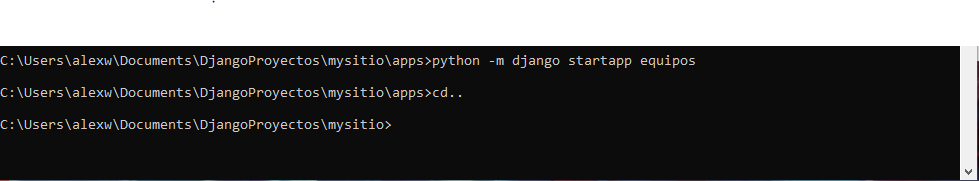 C:\Users\alexw\Documents\DjangoProyectos\mysitio\apps>python -m django startapp equipos
C:\Users\alexw\Documents\DjangoProyectos\mysitio\apps>cd..
C:\Users\alexw\Documents\DjangoProyectos\mysitio>